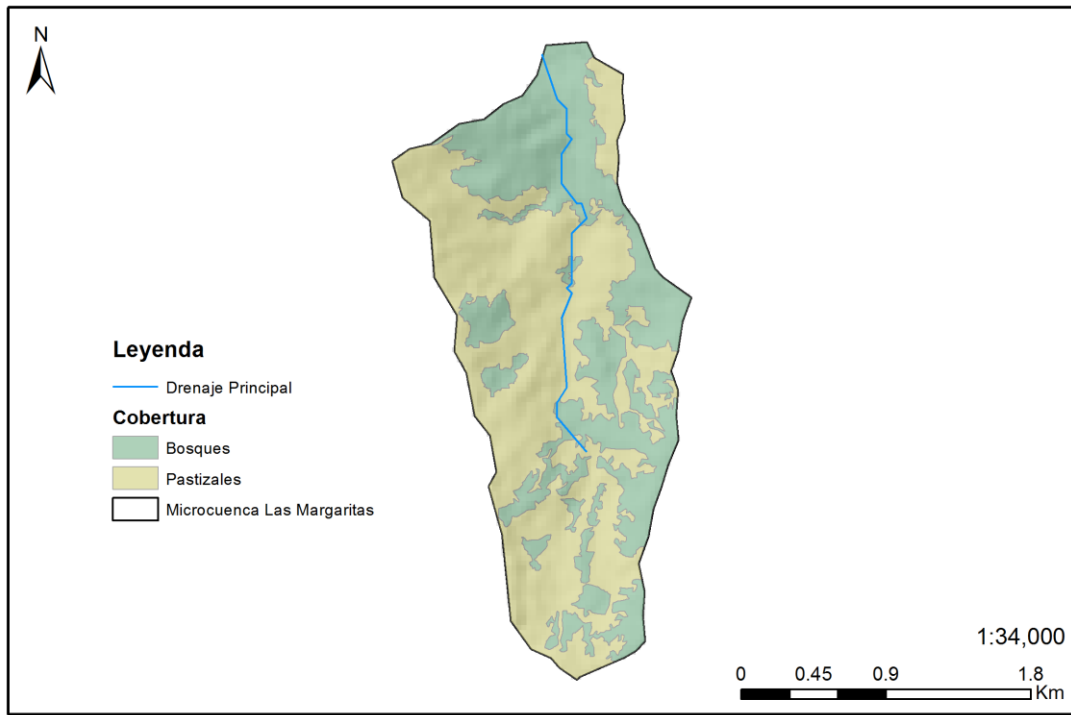 N
Leyenda
Drenaje Principal
Cobertura
Bosques
Pastizales
Microcuenca Las Margaritas
1:34,000
0 0.45 0.9 1.8
Km